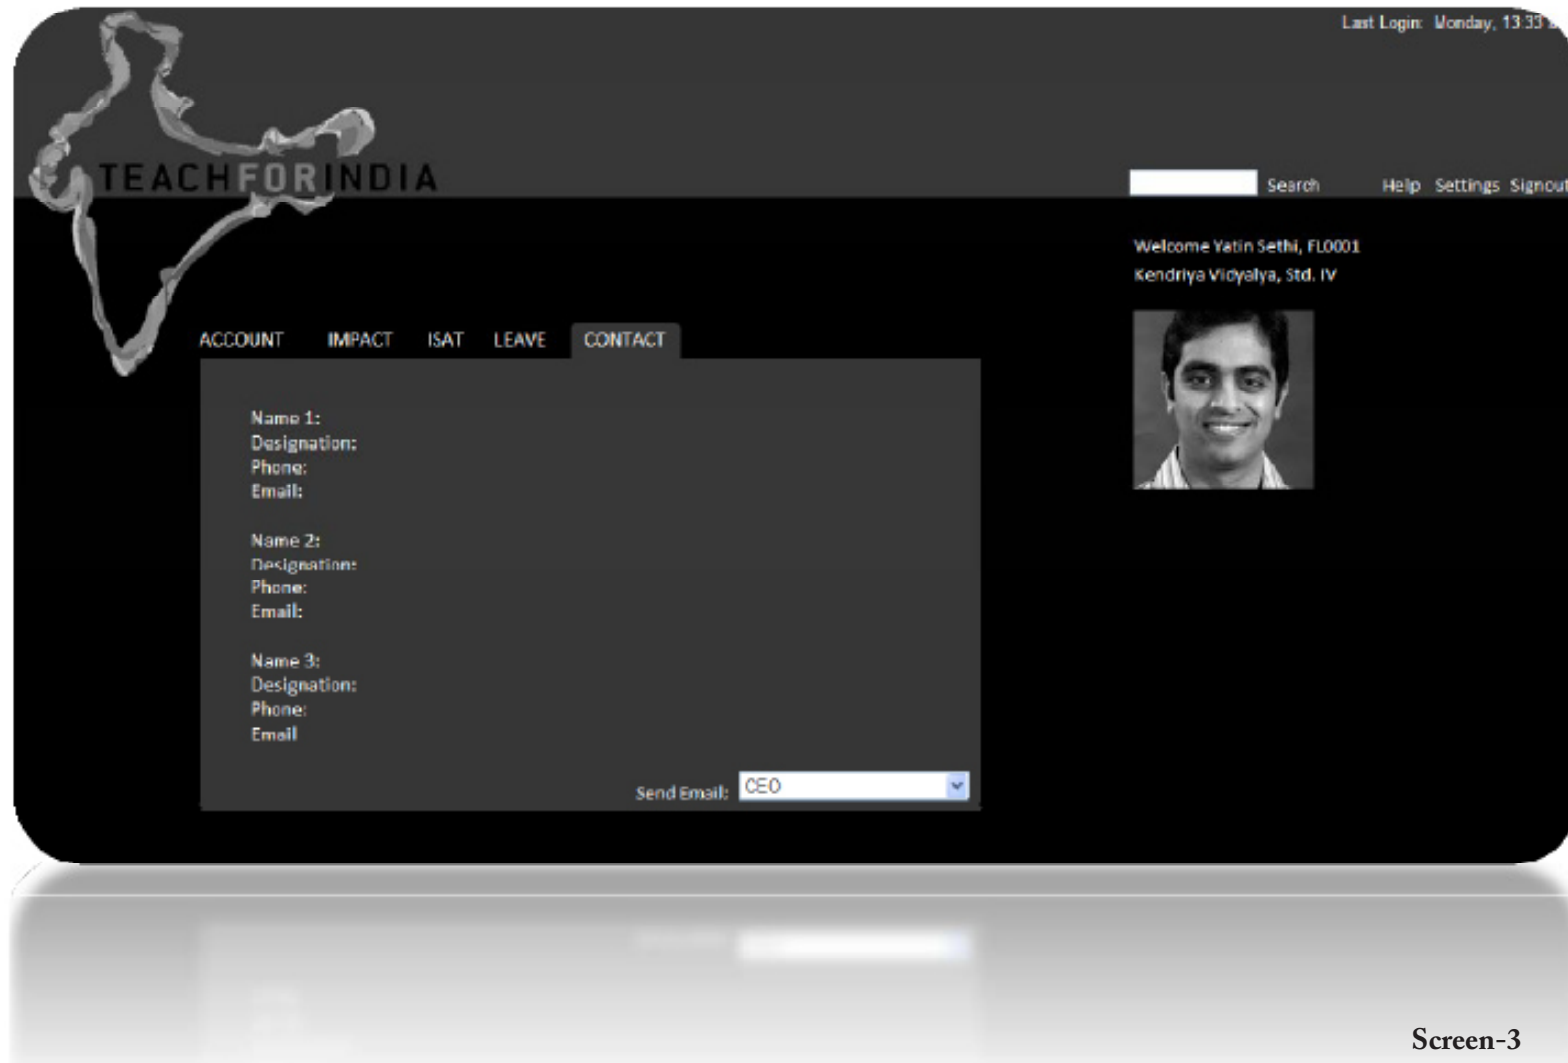 Last Login: Monday, 13:33
TEACHFORINDIA
Search Help Settings Signout
Welcome Yatin Sethi, FL0001
Kendriya Vidyalya, Std. IV
ACCOUNT IMPACT ISAT LEAVE CONTACT
Name 1:
Designation:
Phone:
Email:
Name 2:
Designation:
Phone:
Email:
Name 3:
Designation:
Phone:
Email
Send Email: CEO
Screen-3